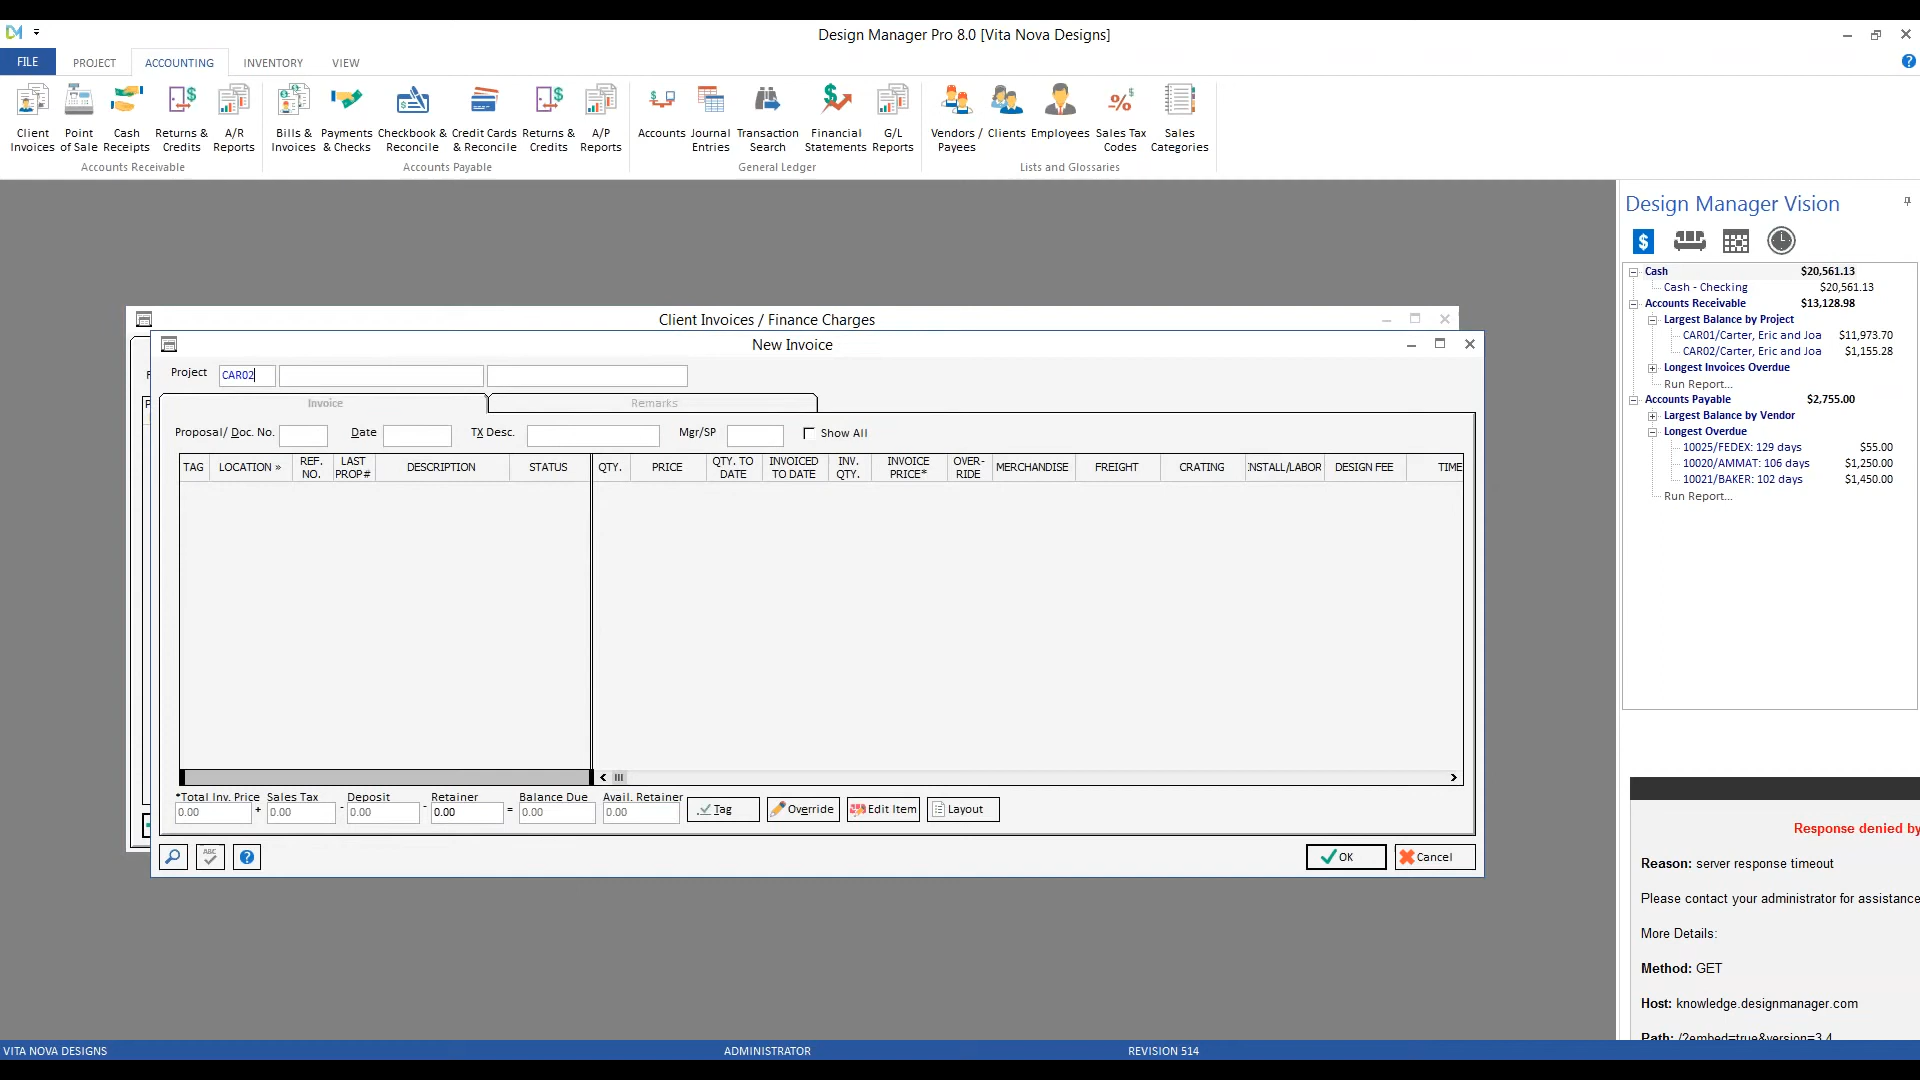 Design Manager Pro 8.0 [Vita Nova Designs]
FILE PROJECT ACCOUNTING INVENTORY VIEW
Client Invoices
Point of Sale
Cash Receipts
Returns & Credits
A/R Reports
Accounts Receivable
Bills & Invoices
Payments & Checks
Checkbook & Reconcile
Credit Cards & Reconcile
Returns & Credits
A/P Reports
Accounts Payable
Accounts
Journal Entries
Transaction Search
Financial Statements
G/L Reports
General Ledger
Vendors / Payees
Clients
Employees
Sales Tax Codes
Sales Categories
Lists and Glossaries
Client Invoices / Finance Charges
New Invoice
Project CAR02
Invoice Remarks
Proposal/ Doc. No. Date TX Desc. Mgr/SP Show All
TAG LOCATION » REF. NO. LAST PROP# DESCRIPTION STATUS QTY. PRICE QTY. TO DATE INVOICED TO DATE INV. QTY. INVOICE PRICE* OVER-RIDE MERCHANDISE FREIGHT CRATING INSTALL/LABOR DESIGN FEE TIME
*Total Inv. Price Sales Tax Deposit Retainer Balance Due Avail. Retainer
0.00 + 0.00 - 0.00 - 0.00 = 0.00 0.00
Tag Override Edit Item Layout
ABC ? OK Cancel
Design Manager Vision
$
Cash $20,561.13
Cash - Checking $20,561.13
Accounts Receivable $13,128.98
Largest Balance by Project
CAR01/Carter, Eric and Joa $11,973.70
CAR02/Carter, Eric and Joa $1,155.28
Longest Invoices Overdue
Run Report...
Accounts Payable $2,755.00
Largest Balance by Vendor
Longest Overdue
10025/FEDEX: 129 days $55.00
10020/AMMAT: 106 days $1,250.00
10021/BAKER: 102 days $1,450.00
Run Report...
Response denied by
Reason: server response timeout
Please contact your administrator for assistance
More Details:
Method: GET
Host: knowledge.designmanager.com
Path: /?embed=true&version=3.4
VITA NOVA DESIGNS ADMINISTRATOR REVISION 514